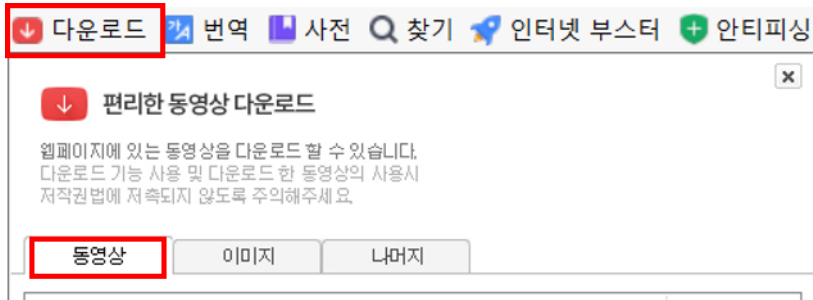 다운로드 가가 번역 사전 찾기 인터넷 부스터 안티피싱
편리한 동영상 다운로드
웹페이지에 있는 동영상을 다운로드 할 수 있습니다.
다운로드 기능 사용 및 다운로드 한 동영상의 사용시
저작권법에 저촉되지 않도록 주의해주세요.
동영상 이미지 나머지